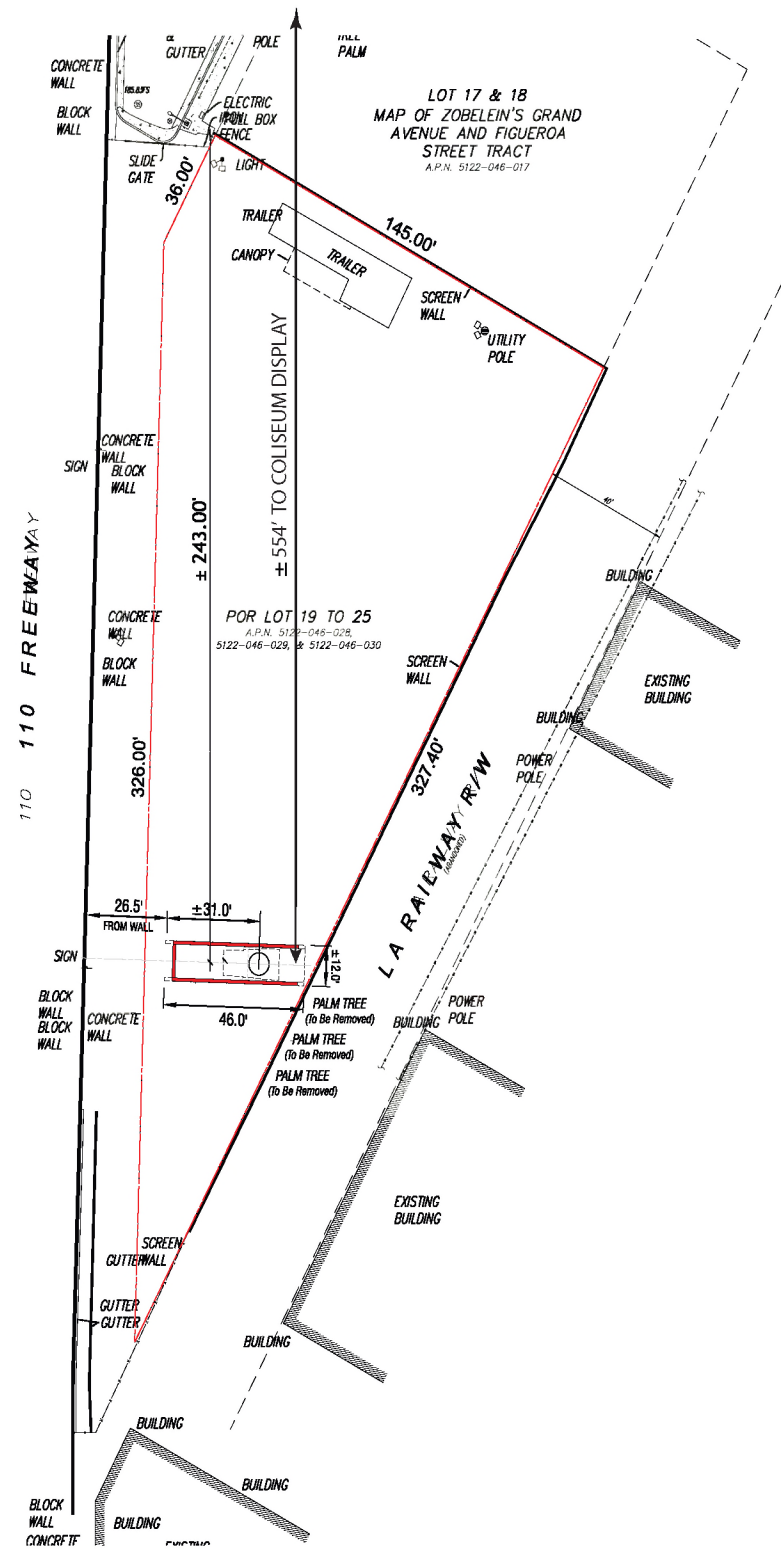 GUTTER
POLE
PALM
CONCRETE
WALL
BLOCK
WALL
ELECTRIC
PULL BOX
FENCE
SLIDE
GATE
LIGHT
LOT 17 & 18
MAP OF ZOBELEIN'S GRAND
AVENUE AND FIGUEROA
STREET TRACT
A.P.N. 5122-046-017
36.00'
145.00'
TRAILER
CANOPY
TRAILER
SCREEN
WALL
UTILITY
POLE
± 243.00'
± 554' TO COLISEUM DISPLAY
SIGN
CONCRETE
WALL
BLOCK
WALL
40'
110 FREEWAY
110
CONCRETE
WALL
BLOCK
WALL
POR LOT 19 TO 25
A.P.N. 5122-046-028,
5122-046-029, & 5122-046-030
SCREEN
WALL
BUILDING
EXISTING
BUILDING
BUILDING
POWER
POLE
326.00'
327.40'
LA RAILWAY R/W
(ABANDONED)
26.5'
FROM WALL
±31.0'
±12.0'
46.0'
SIGN
BLOCK
WALL
BLOCK
WALL
CONCRETE
WALL
PALM TREE
(To Be Removed)
PALM TREE
(To Be Removed)
PALM TREE
(To Be Removed)
BUILDING
POWER
POLE
EXISTING
BUILDING
SCREEN
WALL
GUTTER
GUTTER
GUTTER
BUILDING
BUILDING
BUILDING
BUILDING
BLOCK
WALL
CONCRETE
EXISTING